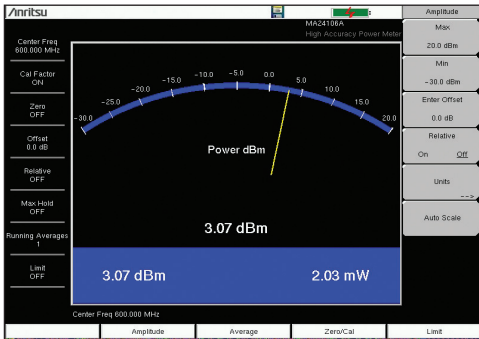 Anritsu
MA24106A
High Accuracy Power Meter
Center Freq
600.000 MHz
Cal Factor
ON
Zero
OFF
Offset
0.0 dB
Relative
OFF
Max Hold
OFF
Running Averages
1
Limit
OFF
-30.0
-25.0
-20.0
-15.0
-10.0
-5.0
0.0
5.0
10.0
15.0
20.0
Power dBm
3.07 dBm
3.07 dBm 2.03 mW
Center Freq 600.000 MHz
Amplitude
Max
20.0 dBm
Min
-30.0 dBm
Enter Offset
0.0 dB
Relative
On Off
Units
-->
Auto Scale
Amplitude Average Zero/Cal Limit